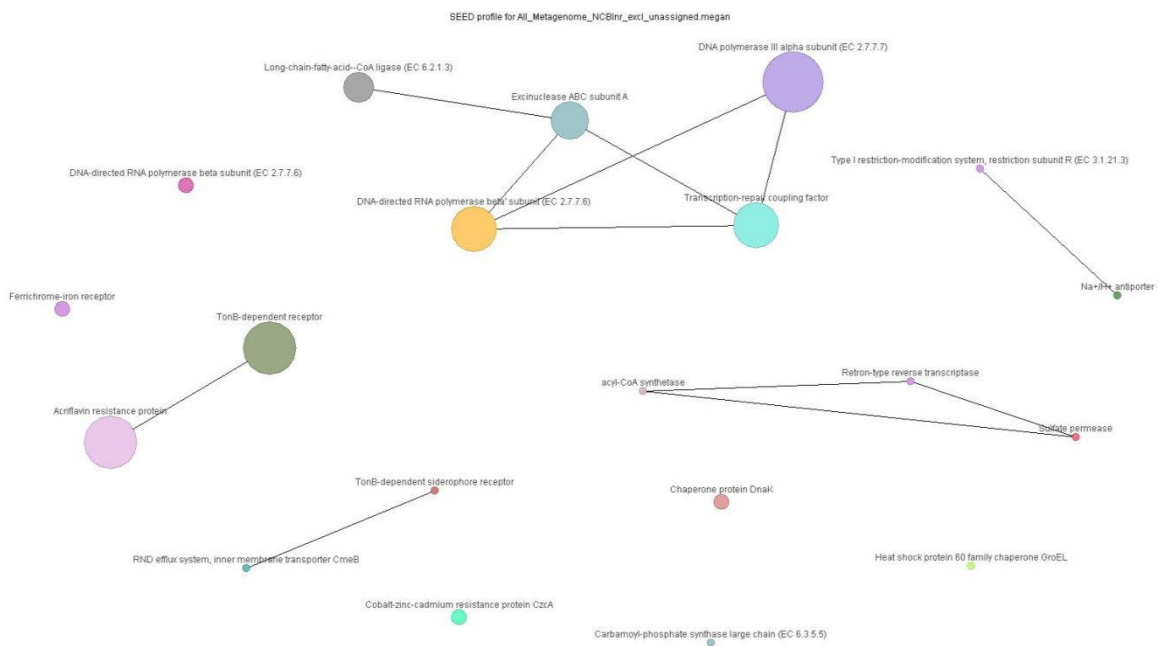 SEED profile for All_Metagenome_NCBInr_excl_unassigned.megan
DNA polymerase III alpha subunit (EC 2.7.7.7)
Long-chain-fatty-acid--CoA ligase (EC 6.2.1.3)
Excinuclease ABC subunit A
Type I restriction-modification system, restriction subunit R (EC 3.1.21.3)
DNA-directed RNA polymerase beta subunit (EC 2.7.7.6)
DNA-directed RNA polymerase beta' subunit (EC 2.7.7.6)
Transcription-repair coupling factor
Na+/H+ antiporter
Ferrichrome-iron receptor
TonB-dependent receptor
Retron-type reverse transcriptase
acyl-CoA synthetase
Acriflavin resistance protein
Sulfate permease
TonB-dependent siderophore receptor
Chaperone protein DnaK
RND efflux system, inner membrane transporter CmeB
Heat shock protein 60 family chaperone GroEL
Cobalt-zinc-cadmium resistance protein CzcA
Carbamoyl-phosphate synthase large chain (EC 6.3.5.5)